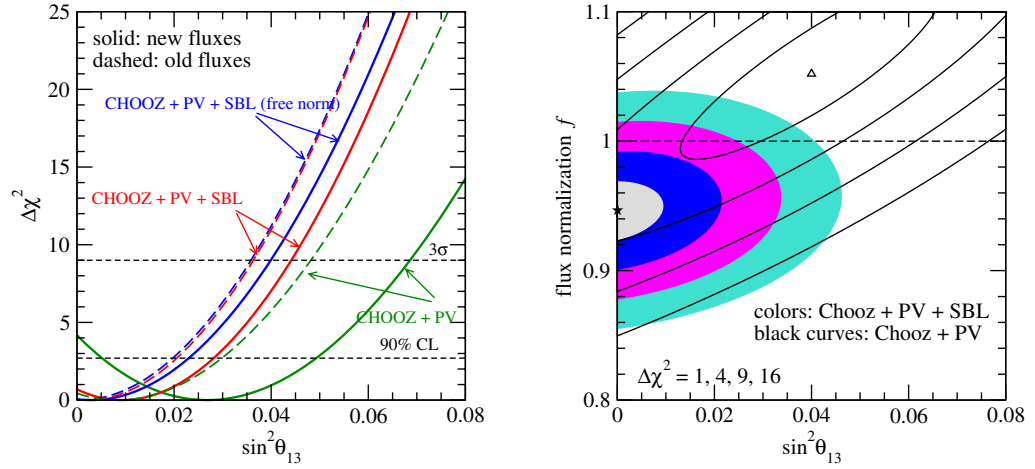 25
20
15
10
5
0
Δχ²
solid: new fluxes
dashed: old fluxes
CHOOZ + PV + SBL (free norm)
CHOOZ + PV + SBL
3σ
CHOOZ + PV
90% CL
0 0.02 0.04 0.06 0.08
sin²θ₁₃
1.1
1
0.9
0.8
flux normalization f
colors: Chooz + PV + SBL
black curves: Chooz + PV
Δχ² = 1, 4, 9, 16
0 0.02 0.04 0.06 0.08
sin²θ₁₃